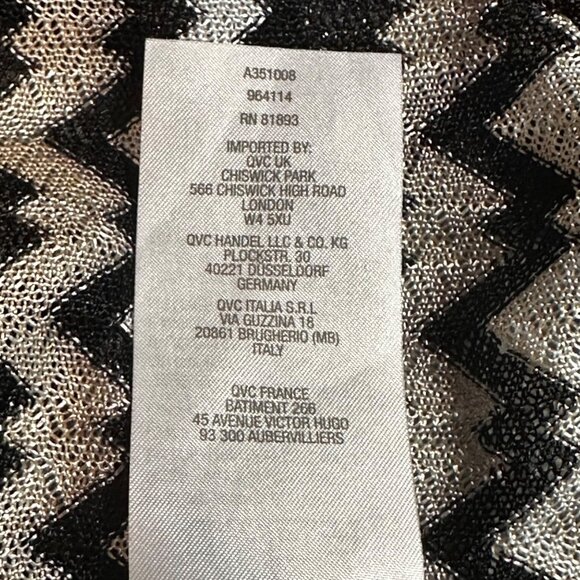 A351008
964114
RN 81893
IMPORTED BY:
QVC UK
CHISWICK PARK
566 CHISWICK HIGH ROAD
LONDON
W4 5XU
QVC HANDEL LLC & CO. KG
PLOCKSTR. 30
40221 DÜSSELDORF
GERMANY
QVC ITALIA S.R.L
VIA GUZZINA 18
20861 BRUGHERIO (MB)
ITALY
QVC FRANCE
BATIMENT 266
45 AVENUE VICTOR HUGO
93 300 AUBERVILLIERS